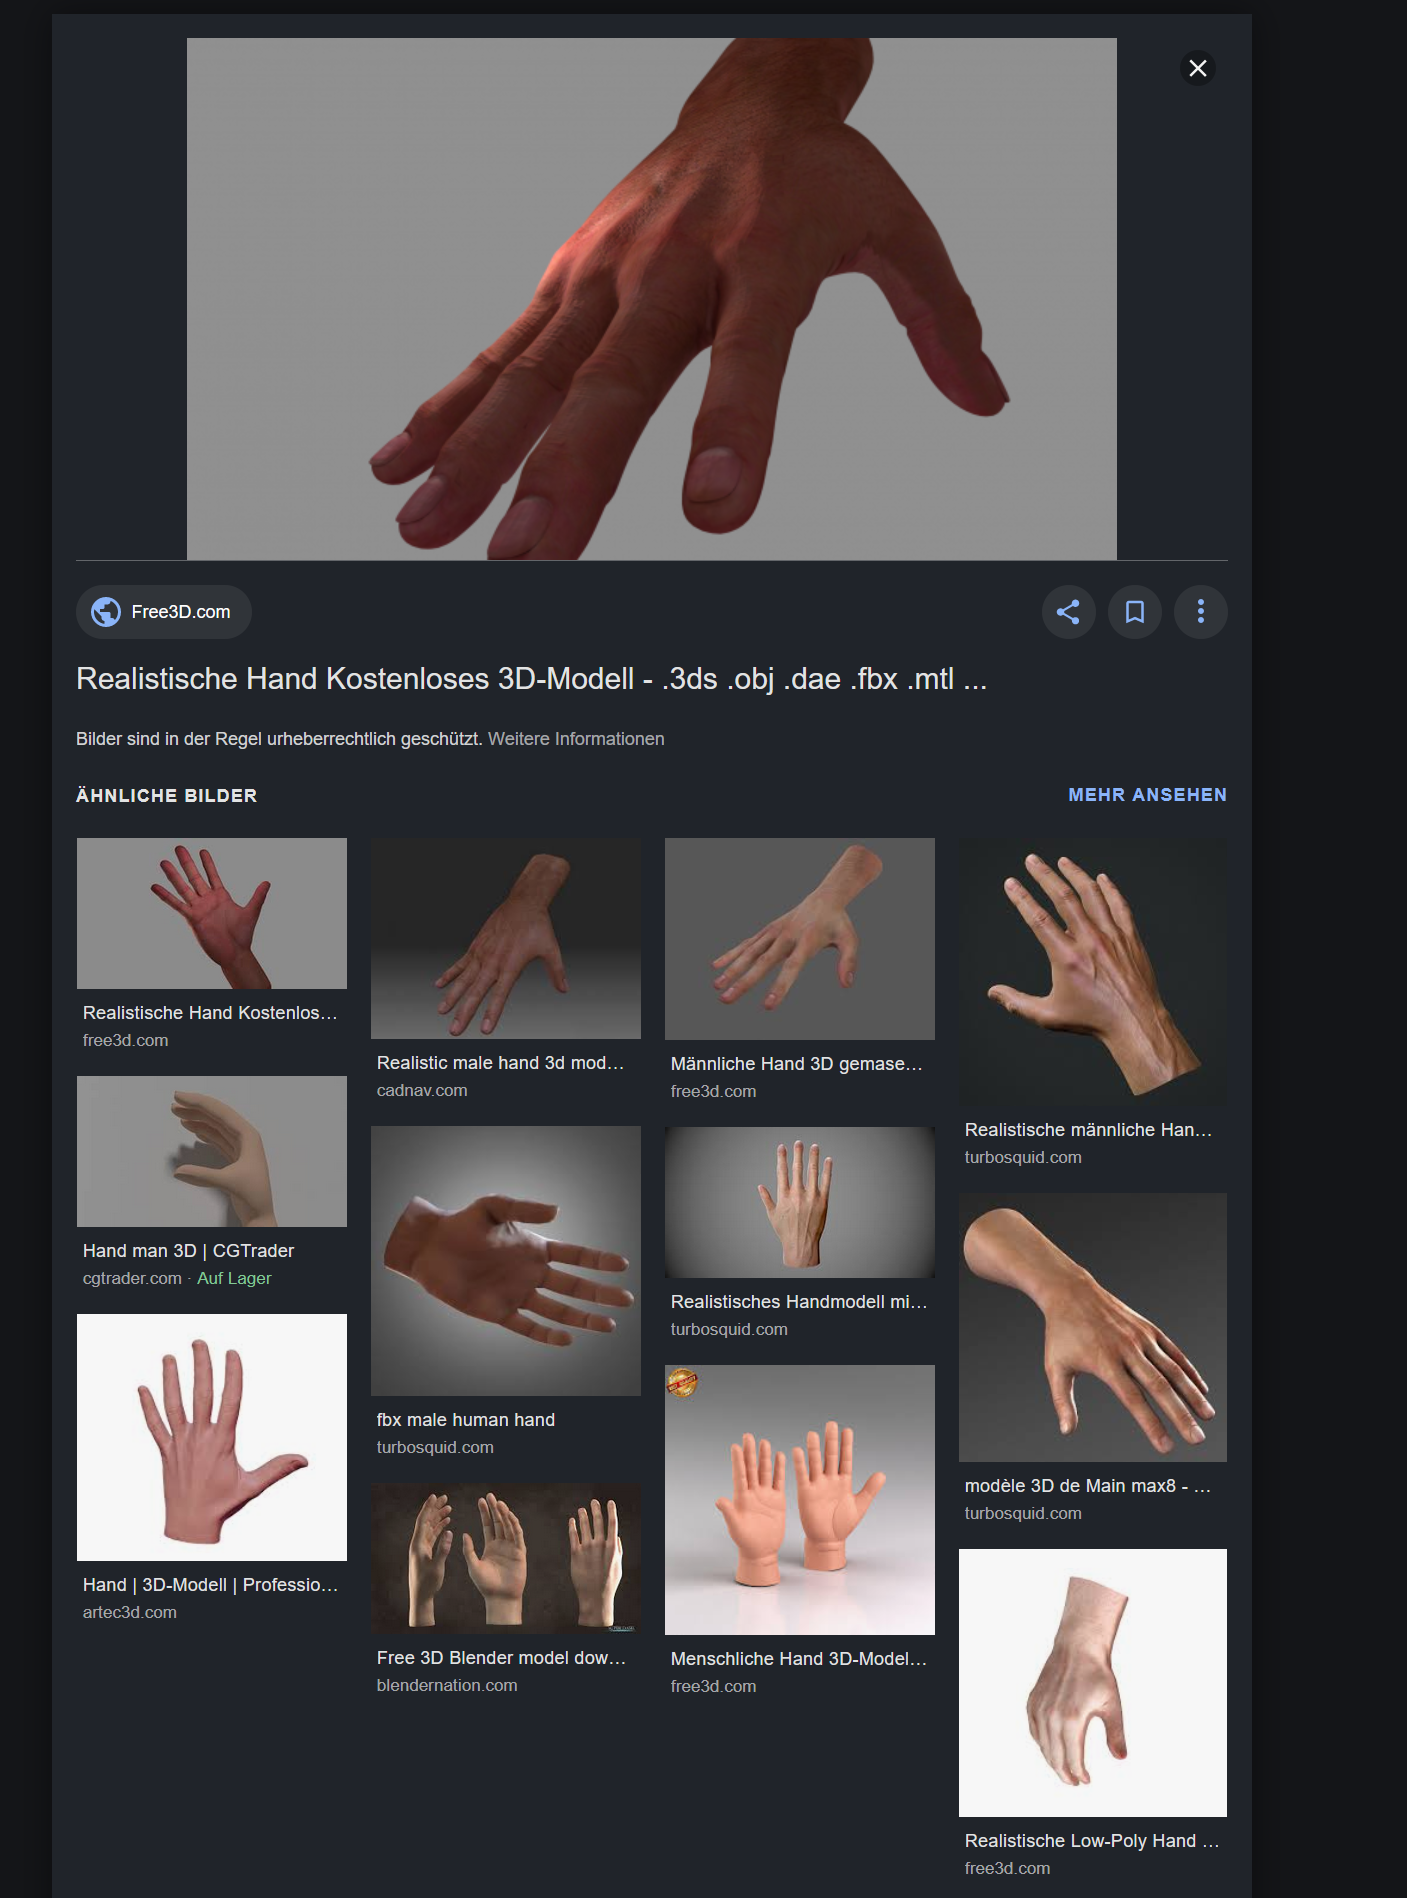 Free3D.com
Realistische Hand Kostenloses 3D-Modell - .3ds .obj .dae .fbx .mtl ...
Bilder sind in der Regel urheberrechtlich geschützt. Weitere Informationen
ÄHNLICHE BILDER
MEHR ANSEHEN
Realistische Hand Kostenlos...
free3d.com
Hand man 3D | CGTrader
cgtrader.com · Auf Lager
Hand | 3D-Modell | Professio...
artec3d.com
Realistic male hand 3d mod...
cadnav.com
fbx male human hand
turbosquid.com
Free 3D Blender model dow...
blendernation.com
Männliche Hand 3D gemase...
free3d.com
Realistisches Handmodell mi...
turbosquid.com
Menschliche Hand 3D-Model...
free3d.com
Realistische männliche Han...
turbosquid.com
modèle 3D de Main max8 - ...
turbosquid.com
Realistische Low-Poly Hand ...
free3d.com